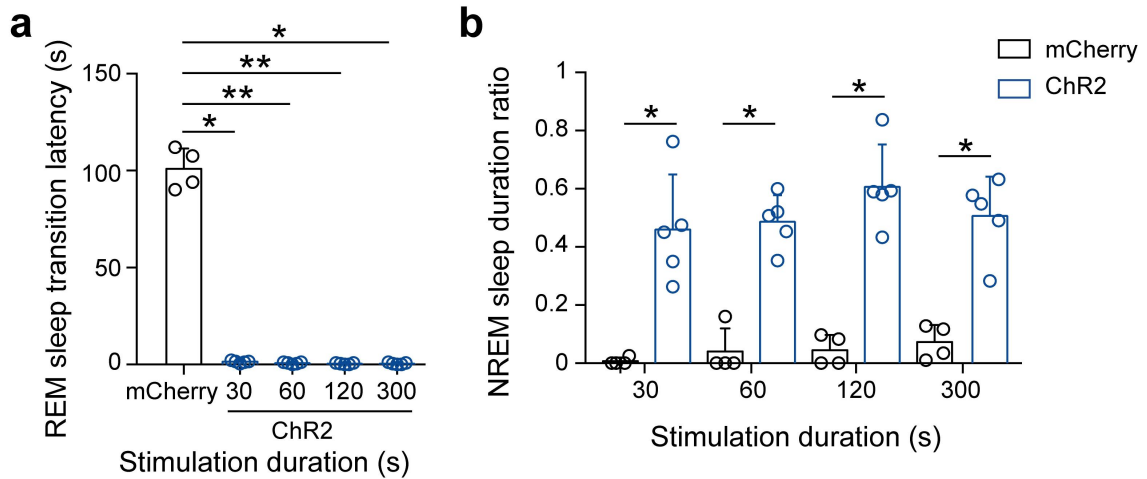 a
REM sleep transition latency (s)
150
100
50
0
*
**
**
*
mCherry 30 60 120 300
ChR2
Stimulation duration (s)
b
NREM sleep duration ratio
1
0.8
0.6
0.4
0.2
0
* * * *
30 60 120 300
Stimulation duration (s)
mCherry
ChR2